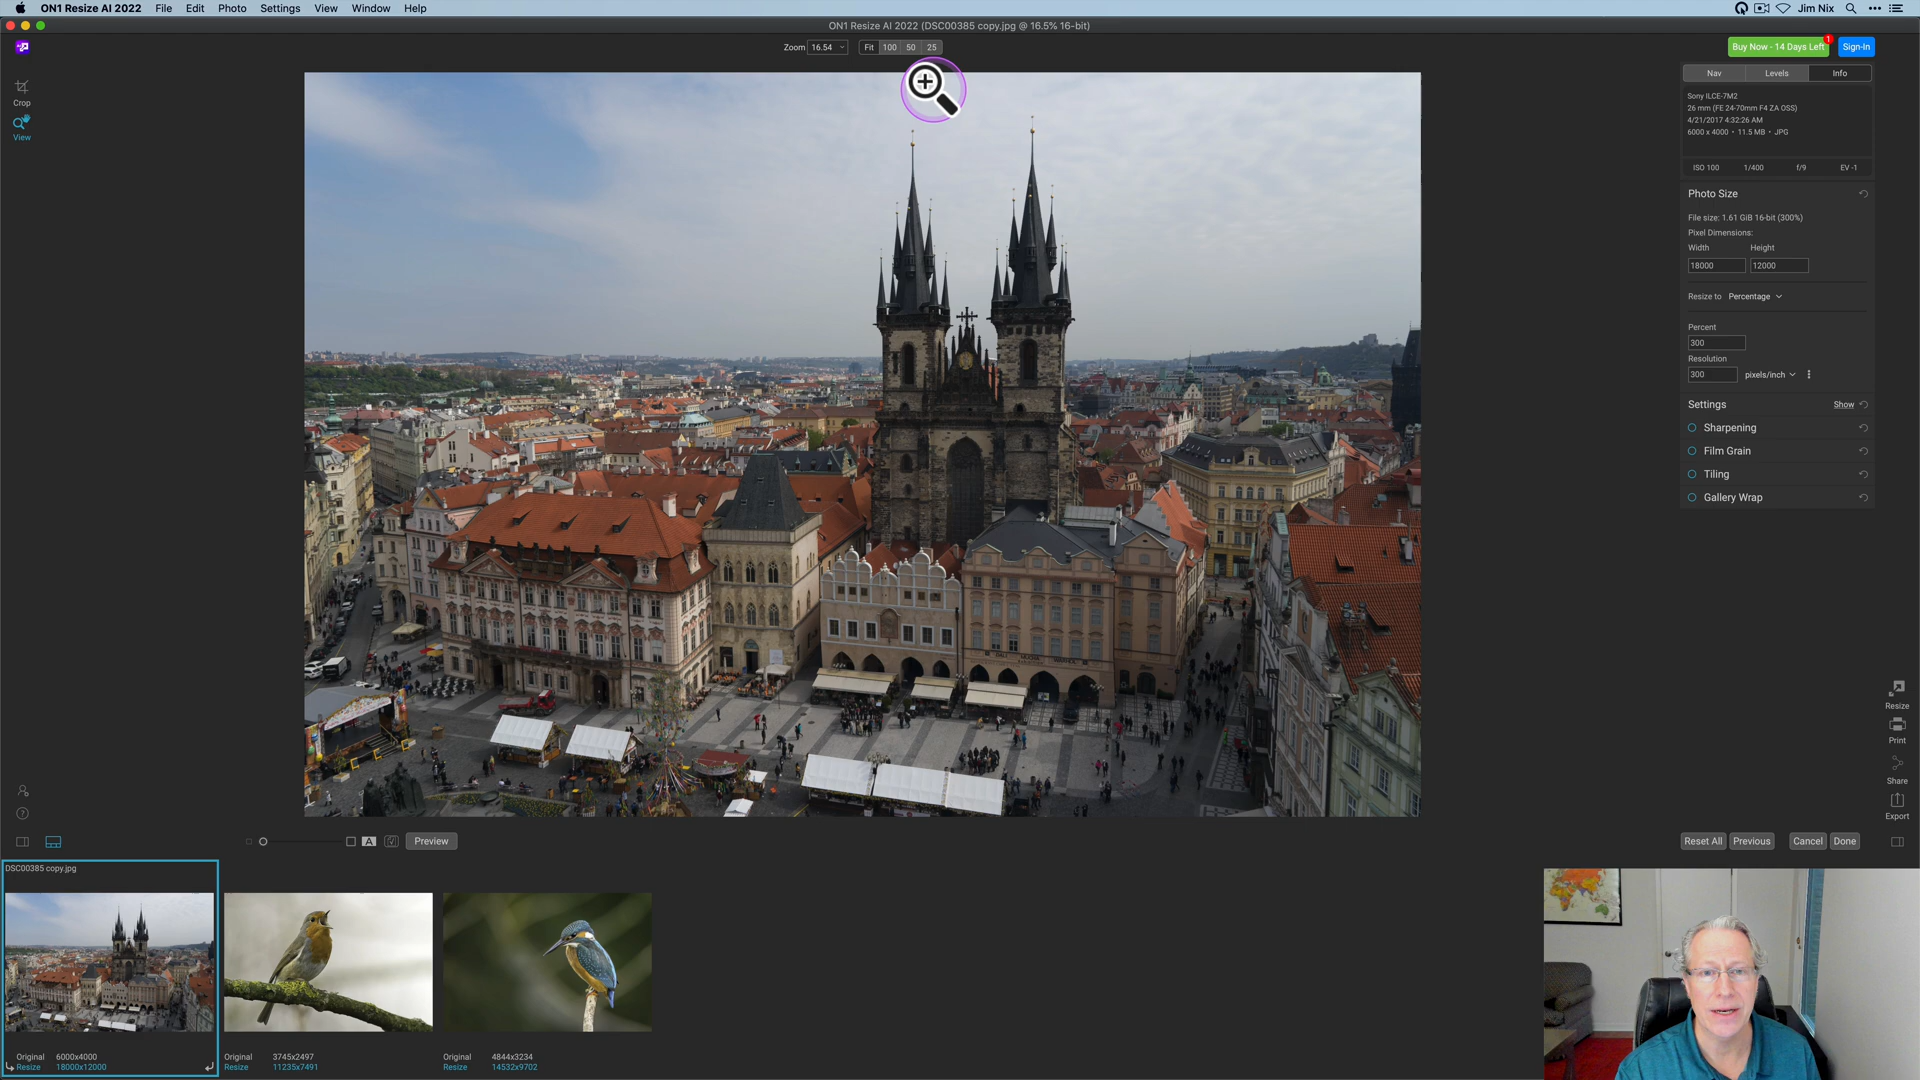 ON1 Resize AI 2022 File Edit Photo Settings View Window Help Jim Nix
ON1 Resize AI 2022 (DSC00385 copy.jpg @ 16.5% 16-bit)
Zoom 16.54 Fit 100 50 25
Buy Now - 14 Days Left 1 Sign-In
Crop
View
Nav Levels Info
Sony ILCE-7M2
26 mm (FE 24-70mm F4 ZA OSS)
4/21/2017 4:32:26 AM
6000 x 4000 • 11.5 MB • JPG
ISO 100 1/400 f/9 EV -1
Photo Size
File size: 1.61 GiB 16-bit (300%)
Pixel Dimensions:
Width Height
18000 12000
Resize to Percentage
Percent
300
Resolution
300 pixels/inch
Settings Show
Sharpening
Film Grain
Tiling
Gallery Wrap
Resize
Print
Share
Export
A Preview
Reset All Previous Cancel Done
DSC00385 copy.jpg
Original 6000x4000
Resize 18000x12000
Original 3745x2497
Resize 11235x7491
Original 4844x3234
Resize 14532x9702